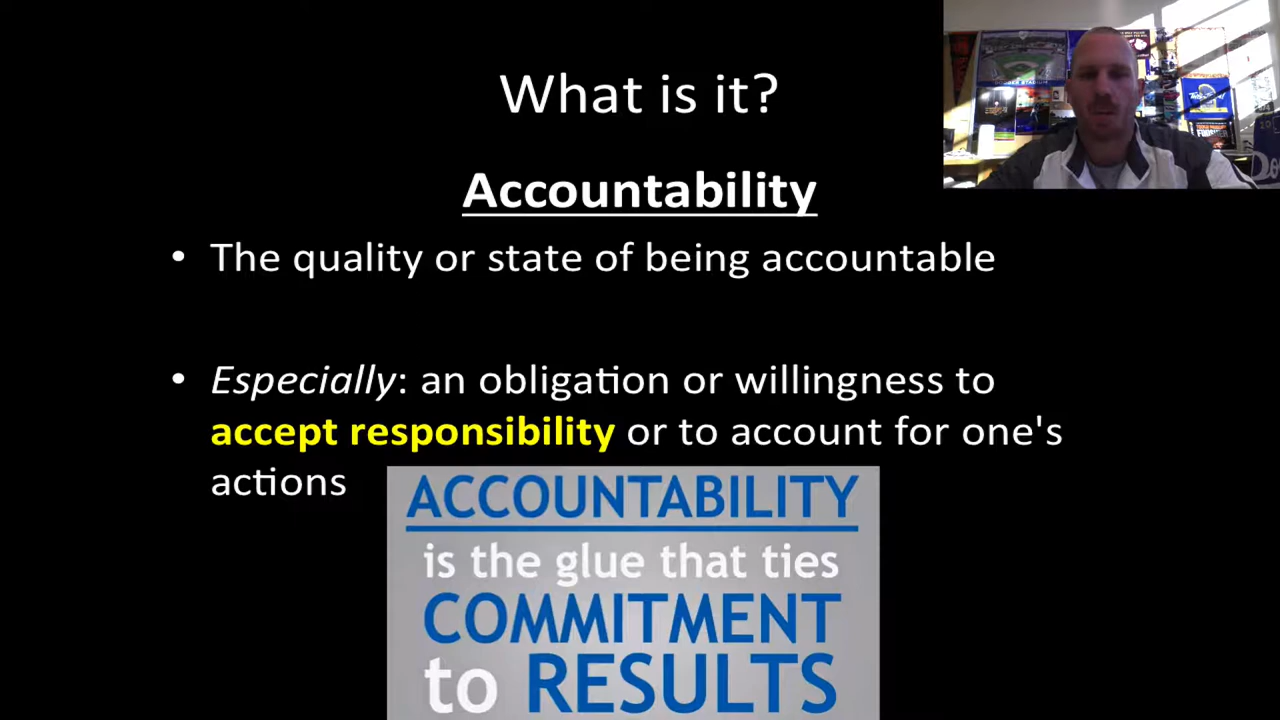 What is it?
Accountability
• The quality or state of being accountable
• Especially: an obligation or willingness to
accept responsibility or to account for one's
actions
ACCOUNTABILITY
is the glue that ties
COMMITMENT
to RESULTS